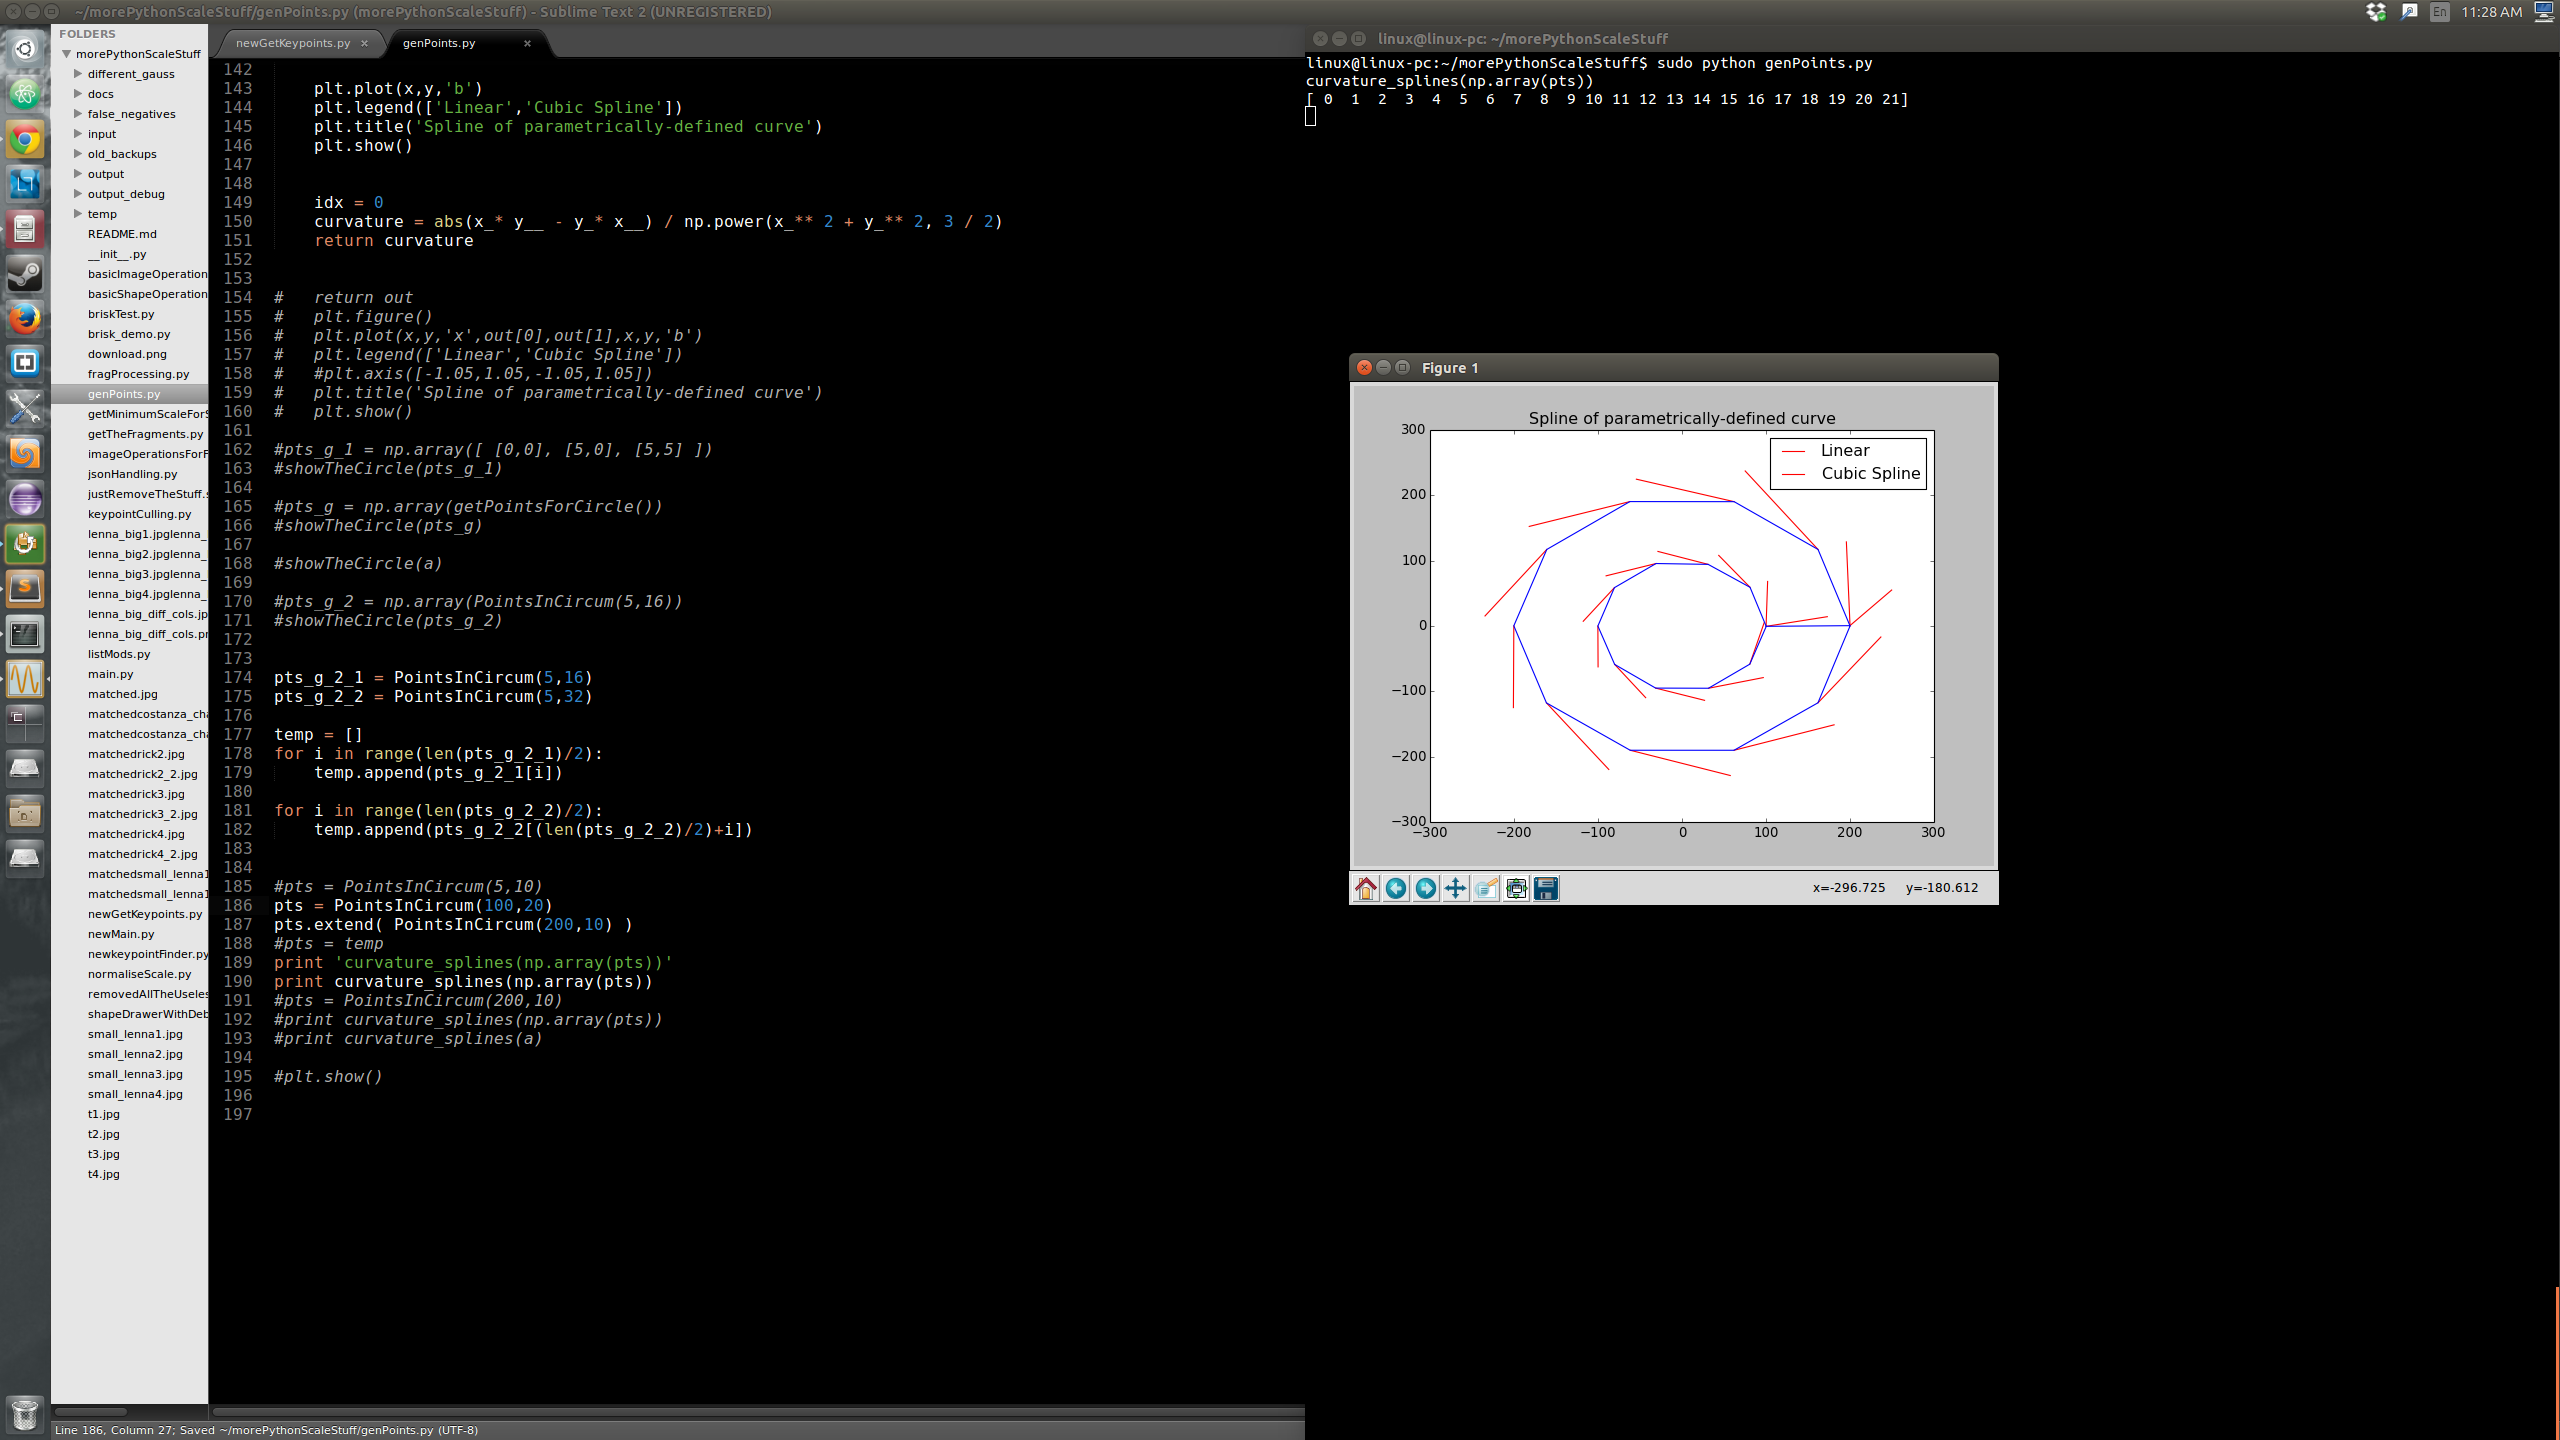 ~/morePythonScaleStuff/genPoints.py (morePythonScaleStuff) - Sublime Text 2 (UNREGISTERED)
En
11:28 AM
FOLDERS
morePythonScaleStuff
different_gauss
docs
false_negatives
input
old_backups
output
output_debug
temp
README.md
__init__.py
basicImageOperation
basicShapeOperation
briskTest.py
brisk_demo.py
download.png
fragProcessing.py
genPoints.py
getMinimumScaleForS
getTheFragments.py
imageOperationsForF
jsonHandling.py
justRemoveTheStuff.s
keypointCulling.py
lenna_big1.jpglenna_
lenna_big2.jpglenna_
lenna_big3.jpglenna_
lenna_big4.jpglenna_
lenna_big_diff_cols.jp
lenna_big_diff_cols.pr
listMods.py
main.py
matched.jpg
matchedcostanza_cha
matchedcostanza_cha
matchedrick2.jpg
matchedrick2_2.jpg
matchedrick3.jpg
matchedrick3_2.jpg
matchedrick4.jpg
matchedrick4_2.jpg
matchedsmall_lenna1
matchedsmall_lenna1
newGetKeypoints.py
newMain.py
newkeypointFinder.py
normaliseScale.py
removedAllTheUseles
shapeDrawerWithDeb
small_lenna1.jpg
small_lenna2.jpg
small_lenna3.jpg
small_lenna4.jpg
t1.jpg
t2.jpg
t3.jpg
t4.jpg
newGetKeypoints.py ×
genPoints.py ×
142
143     plt.plot(x,y,'b')
144     plt.legend(['Linear','Cubic Spline'])
145     plt.title('Spline of parametrically-defined curve')
146     plt.show()
147
148
149     idx = 0
150     curvature = abs(x_* y__ - y_* x__) / np.power(x_** 2 + y_** 2, 3 / 2)
151     return curvature
152
153
154 #   return out
155 #   plt.figure()
156 #   plt.plot(x,y,'x',out[0],out[1],x,y,'b')
157 #   plt.legend(['Linear','Cubic Spline'])
158 #   #plt.axis([-1.05,1.05,-1.05,1.05])
159 #   plt.title('Spline of parametrically-defined curve')
160 #   plt.show()
161
162 #pts_g_1 = np.array([ [0,0], [5,0], [5,5] ])
163 #showTheCircle(pts_g_1)
164
165 #pts_g = np.array(getPointsForCircle())
166 #showTheCircle(pts_g)
167
168 #showTheCircle(a)
169
170 #pts_g_2 = np.array(PointsInCircum(5,16))
171 #showTheCircle(pts_g_2)
172
173
174 pts_g_2_1 = PointsInCircum(5,16)
175 pts_g_2_2 = PointsInCircum(5,32)
176
177 temp = []
178 for i in range(len(pts_g_2_1)/2):
179     temp.append(pts_g_2_1[i])
180
181 for i in range(len(pts_g_2_2)/2):
182     temp.append(pts_g_2_2[(len(pts_g_2_2)/2)+i])
183
184
185 #pts = PointsInCircum(5,10)
186 pts = PointsInCircum(100,20)
187 pts.extend( PointsInCircum(200,10) )
188 #pts = temp
189 print 'curvature_splines(np.array(pts))'
190 print curvature_splines(np.array(pts))
191 #pts = PointsInCircum(200,10)
192 #print curvature_splines(np.array(pts))
193 #print curvature_splines(a)
194
195 #plt.show()
196
197
Line 186, Column 27; Saved ~/morePythonScaleStuff/genPoints.py (UTF-8)
linux@linux-pc: ~/morePythonScaleStuff
linux@linux-pc:~/morePythonScaleStuff$ sudo python genPoints.py
curvature_splines(np.array(pts))
[ 0  1  2  3  4  5  6  7  8  9 10 11 12 13 14 15 16 17 18 19 20 21]
Figure 1
Spline of parametrically-defined curve
Linear
Cubic Spline
300
200
100
0
−100
−200
−300
−300 −200 −100 0 100 200 300
x=-296.725 y=-180.612